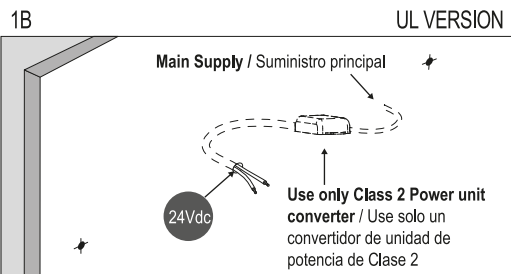 1B
UL VERSION
Main Supply / Suministro principal
24Vdc
Use only Class 2 Power unit
converter / Use solo un
convertidor de unidad de
potencia de Clase 2